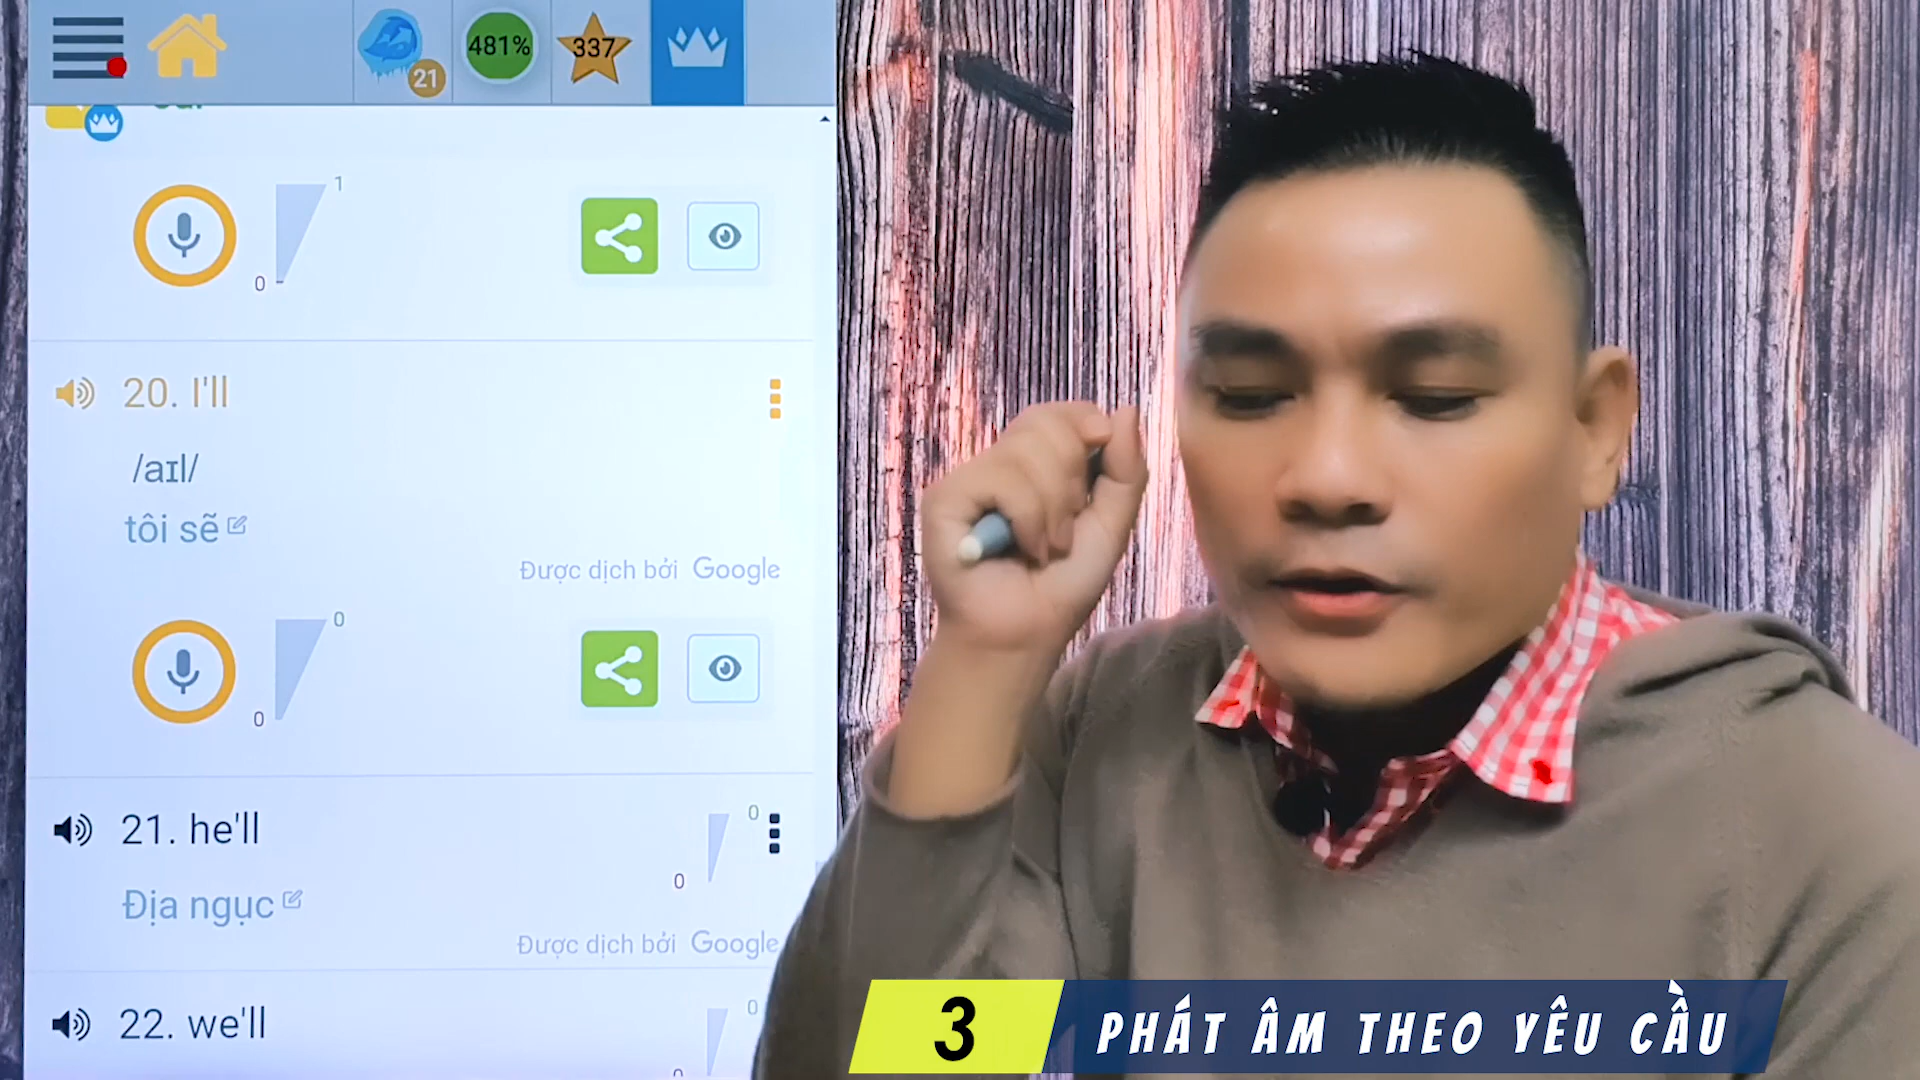 21
481%
337
1
0
20. I'll
/aɪl/
tôi sẽ
Được dịch bởi Google
0
0
21. he'll
0
0
Địa ngục
Được dịch bởi Google
22. we'll
0
3 PHÁT ÂM THEO YÊU CẦU